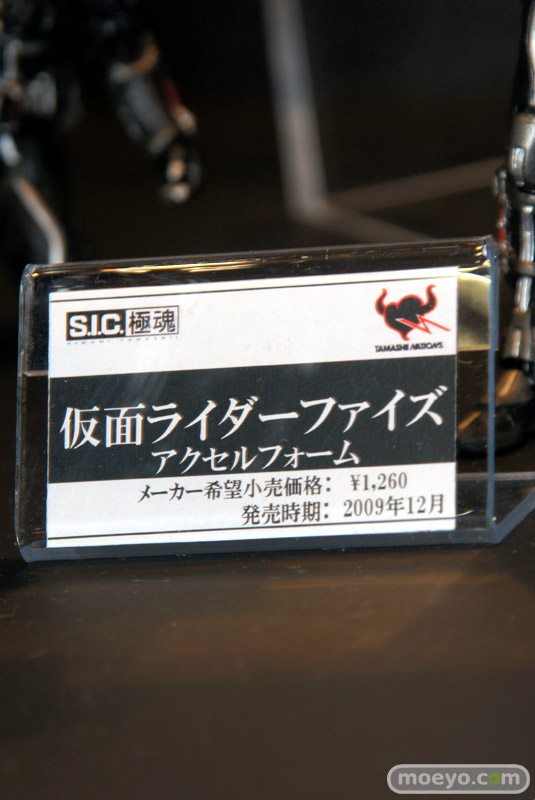 S.I.C. 極魂
KIWAMI TAMASHII
TAMASHII NATIONS
仮面ライダーファイズ
アクセルフォーム
メーカー希望小売価格: ¥1,260
発売時期: 2009年12月
moeyo.com